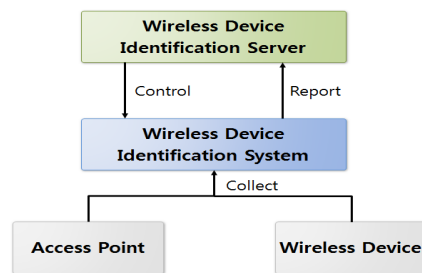 Wireless Device
Identification Server
Control
Report
Wireless Device
Identification System
Collect
Access Point
Wireless Device